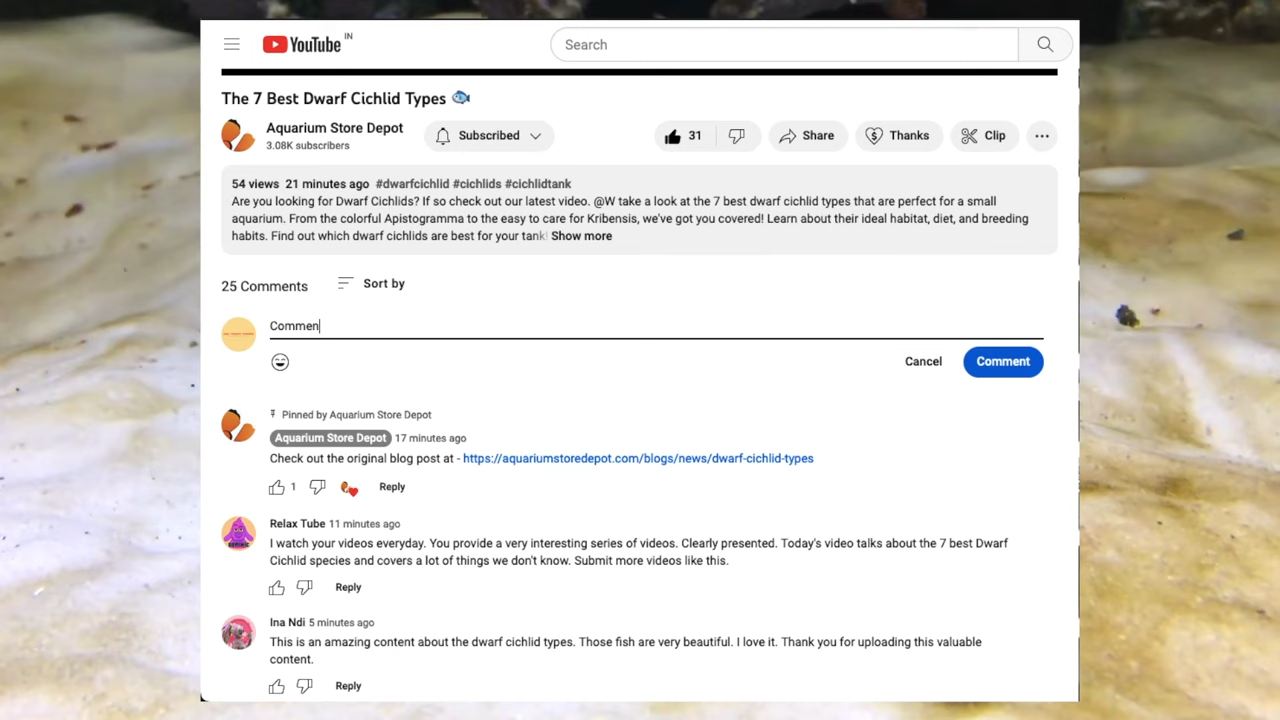 YouTube IN
Search
The 7 Best Dwarf Cichlid Types
Aquarium Store Depot
3.08K subscribers
Subscribed
31
Share
Thanks
Clip
54 views 21 minutes ago #dwarfcichlid #cichlids #cichlidtank
Are you looking for Dwarf Cichlids? If so check out our latest video. @W take a look at the 7 best dwarf cichlid types that are perfect for a small
aquarium. From the colorful Apistogramma to the easy to care for Kribensis, we've got you covered! Learn about their ideal habitat, diet, and breeding
habits. Find out which dwarf cichlids are best for your tank! Show more
25 Comments
Sort by
Commen
Cancel
Comment
Pinned by Aquarium Store Depot
Aquarium Store Depot 17 minutes ago
Check out the original blog post at - https://aquariumstoredepot.com/blogs/news/dwarf-cichlid-types
1
Reply
Relax Tube 11 minutes ago
I watch your videos everyday. You provide a very interesting series of videos. Clearly presented. Today's video talks about the 7 best Dwarf
Cichlid species and covers a lot of things we don't know. Submit more videos like this.
Reply
Ina Ndi 5 minutes ago
This is an amazing content about the dwarf cichlid types. Those fish are very beautiful. I love it. Thank you for uploading this valuable
content.
Reply